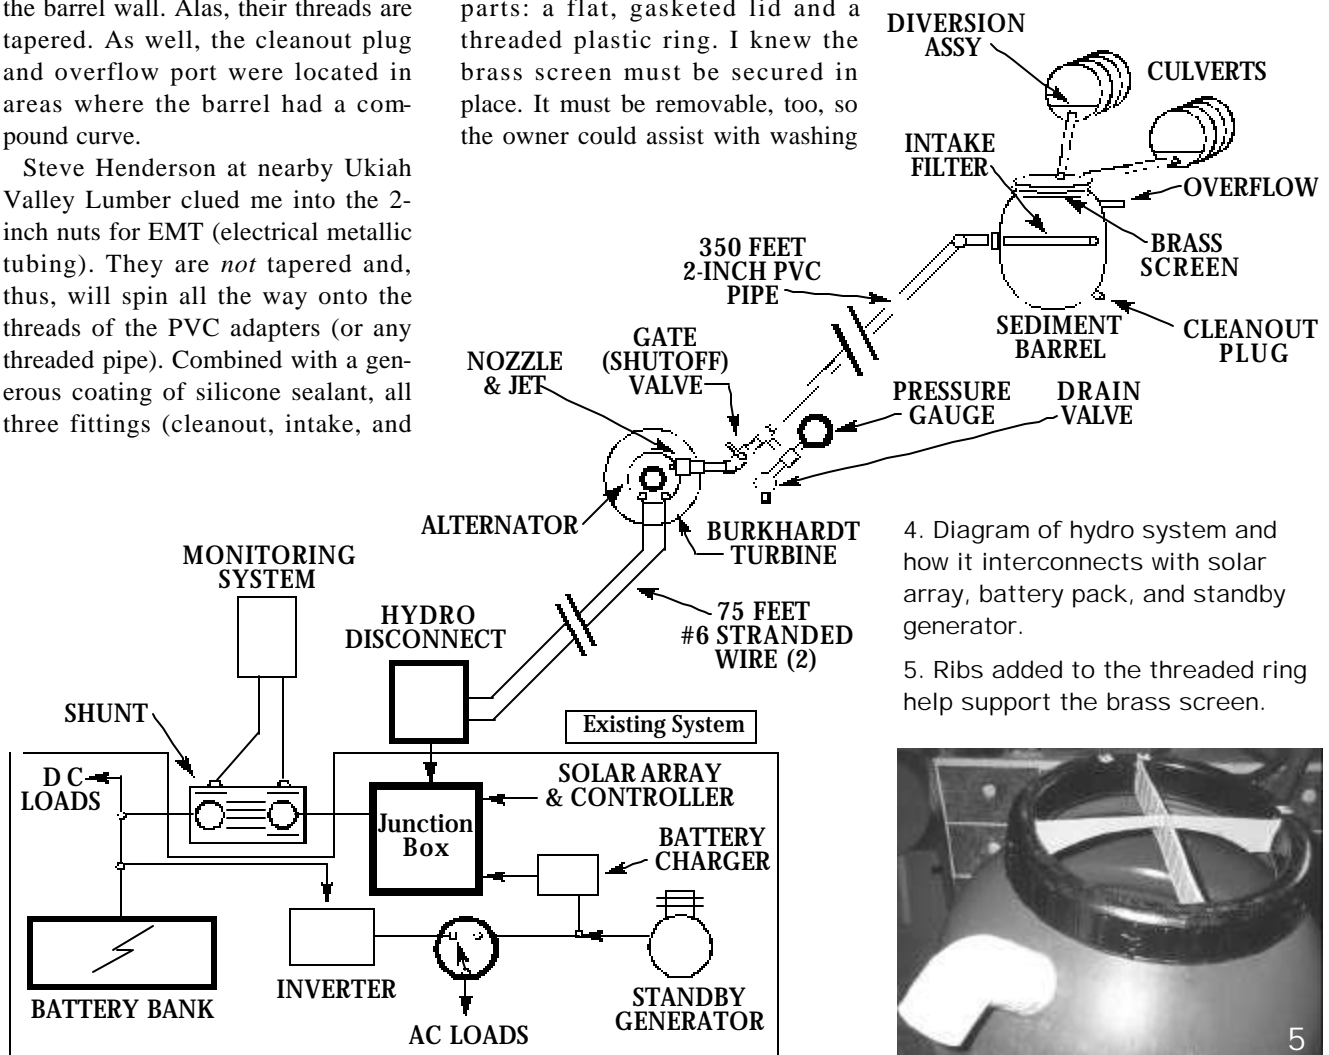 the barrel wall. Alas, their threads are
tapered. As well, the cleanout plug
and overflow port were located in
areas where the barrel had a com-
pound curve.
Steve Henderson at nearby Ukiah
Valley Lumber clued me into the 2-
inch nuts for EMT (electrical metallic
tubing). They are not tapered and,
thus, will spin all the way onto the
threads of the PVC adapters (or any
threaded pipe). Combined with a gen-
erous coating of silicone sealant, all
three fittings (cleanout, intake, and
parts: a flat, gasketed lid and a
threaded plastic ring. I knew the
brass screen must be secured in
place. It must be removable, too, so
the owner could assist with washing
DIVERSION
ASSY
CULVERTS
INTAKE
FILTER
OVERFLOW
BRASS
SCREEN
350 FEET
2-INCH PVC
PIPE
SEDIMENT
BARREL
CLEANOUT
PLUG
GATE
(SHUTOFF)
VALVE
NOZZLE
& JET
PRESSURE
GAUGE
DRAIN
VALVE
ALTERNATOR
BURKHARDT
TURBINE
MONITORING
SYSTEM
HYDRO
DISCONNECT
75 FEET
#6 STRANDED
WIRE (2)
SHUNT
Existing System
DC
LOADS
SOLAR ARRAY
& CONTROLLER
Junction
Box
BATTERY
CHARGER
BATTERY BANK
INVERTER
AC LOADS
STANDBY
GENERATOR
4. Diagram of hydro system and
how it interconnects with solar
array, battery pack, and standby
generator.
5. Ribs added to the threaded ring
help support the brass screen.
5